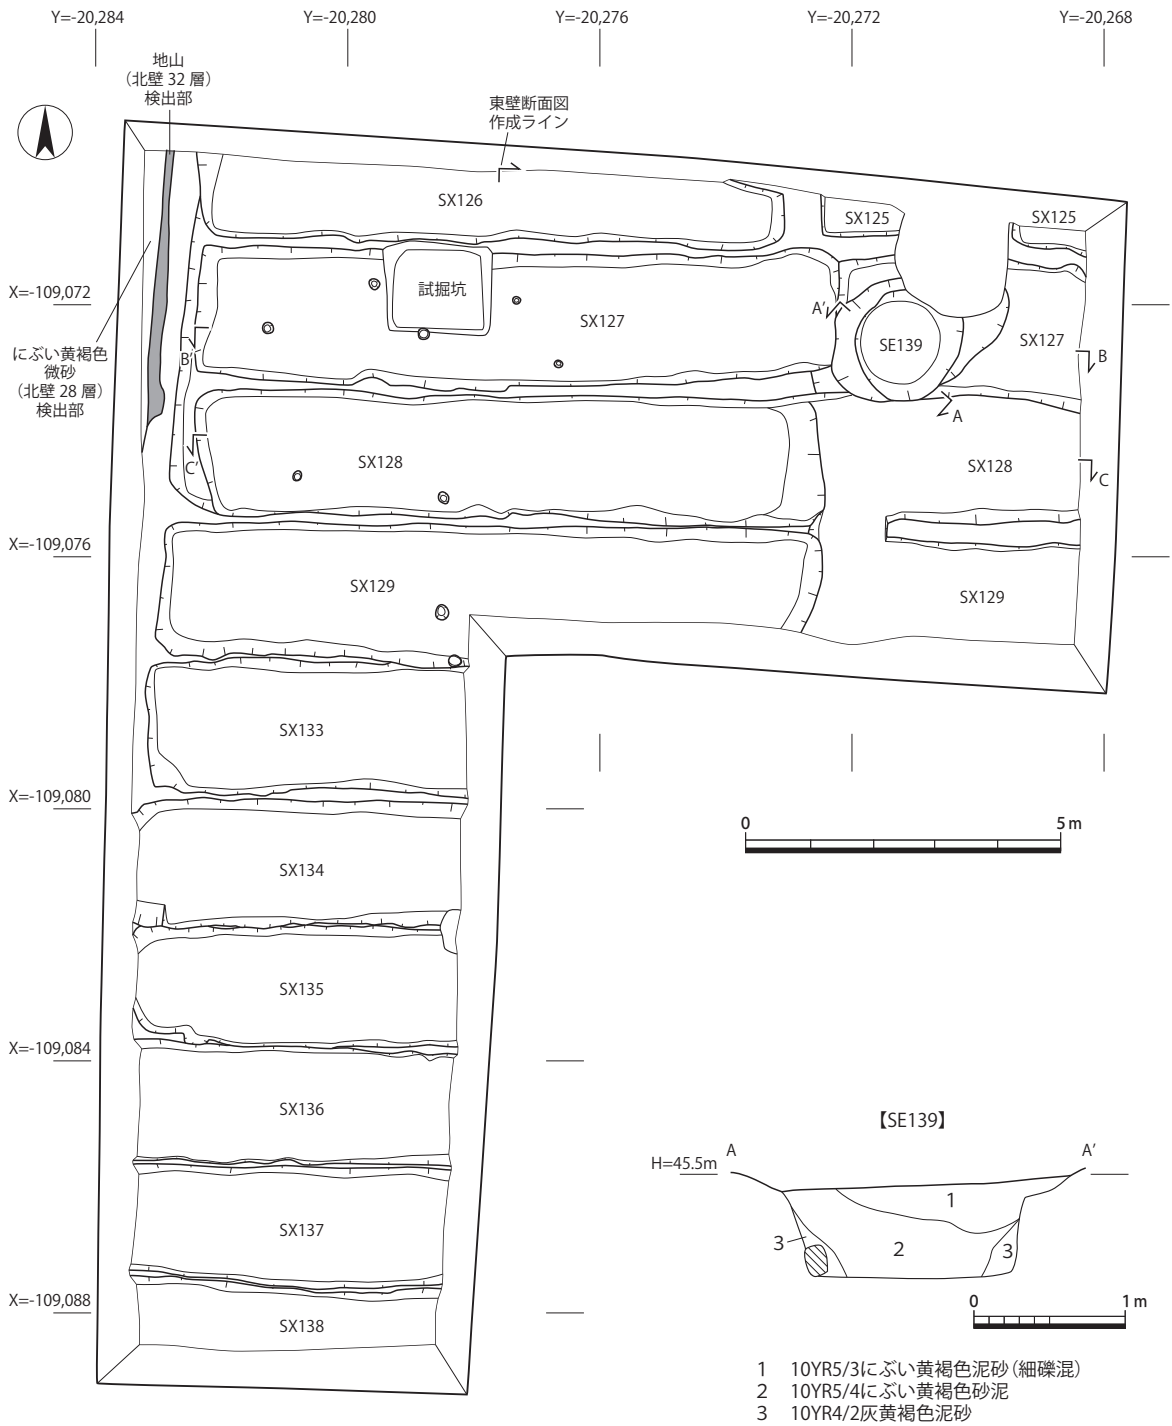 Y=-20,284
Y=-20,280
Y=-20,276
Y=-20,272
Y=-20,268
地山
（北壁 32 層）
検出部
東壁断面図
作成ライン
SX126
SX125
SX125
X=-109,072
試掘坑
SX127
A’
SE139
SX127
B
B’
にぶい黄褐色
微砂
（北壁 28 層）
検出部
A
C’
SX128
SX128
C
X=-109,076
SX129
SX129
SX133
X=-109,080
0
5 m
SX134
SX135
X=-109,084
SX136
【SE139】
H=45.5m
A
A’
1
2
3
3
SX137
X=-109,088
SX138
0
1 m
1 10YR5/3にぶい黄褐色泥砂（細礫混）
2 10YR5/4にぶい黄褐色砂泥
3 10YR4/2灰黄褐色泥砂